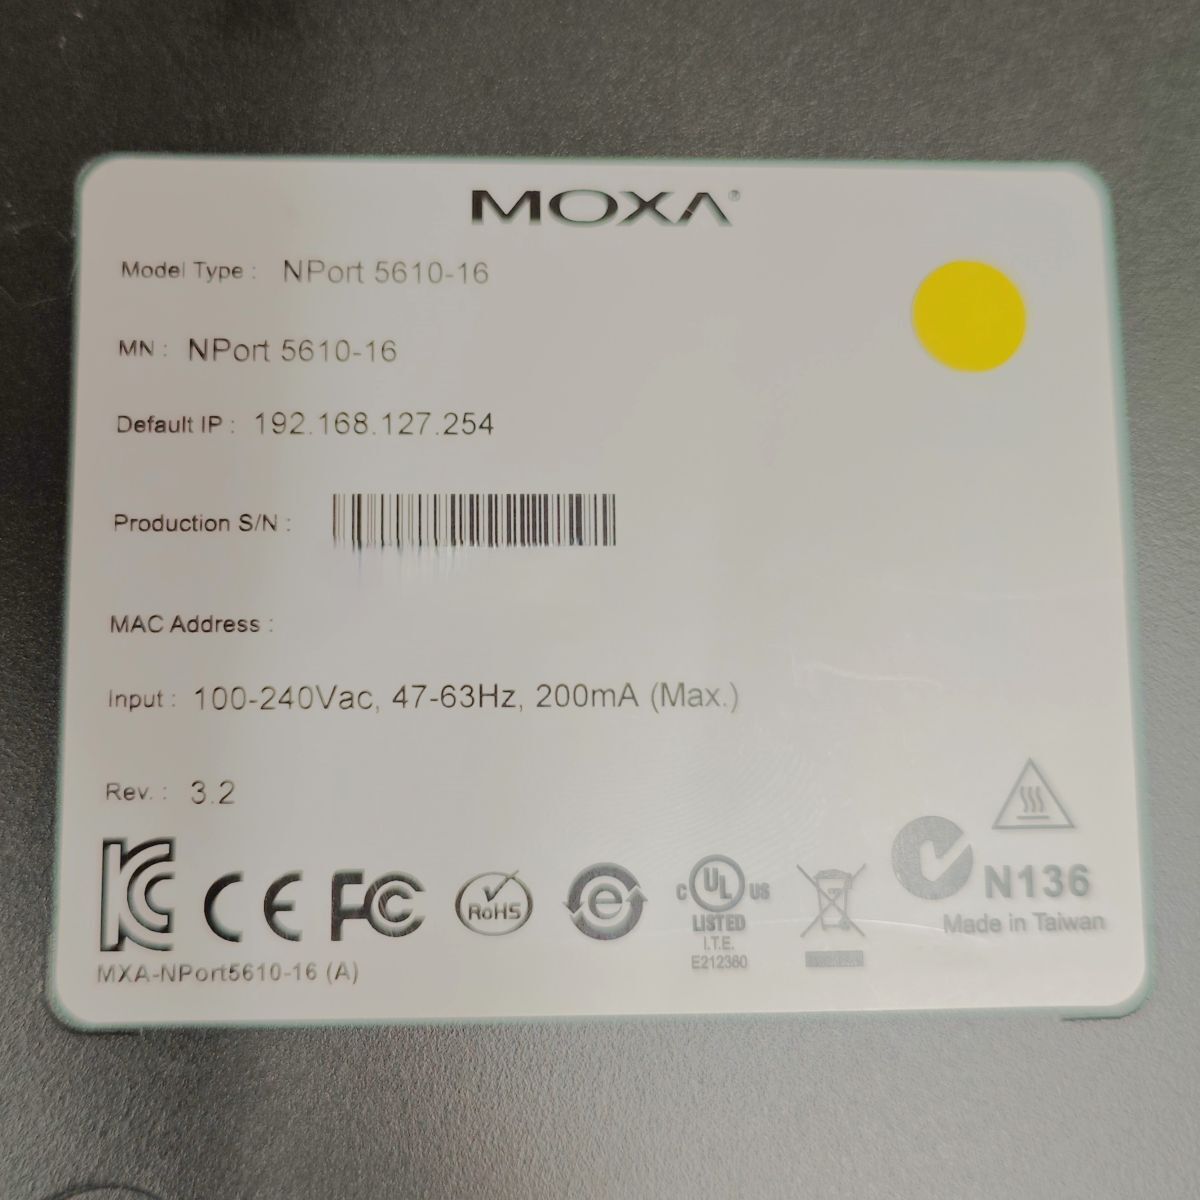 MOXA®
Model Type : NPort 5610-16
MN : NPort 5610-16
Default IP : 192.168.127.254
Production S/N :
MAC Address :
Input : 100-240Vac, 47-63Hz, 200mA (Max.)
Rev. : 3.2
KC CE FC RoHS e c UL US
LISTED
I.T.E.
E212360
N136
Made in Taiwan
MXA-NPort5610-16 (A)